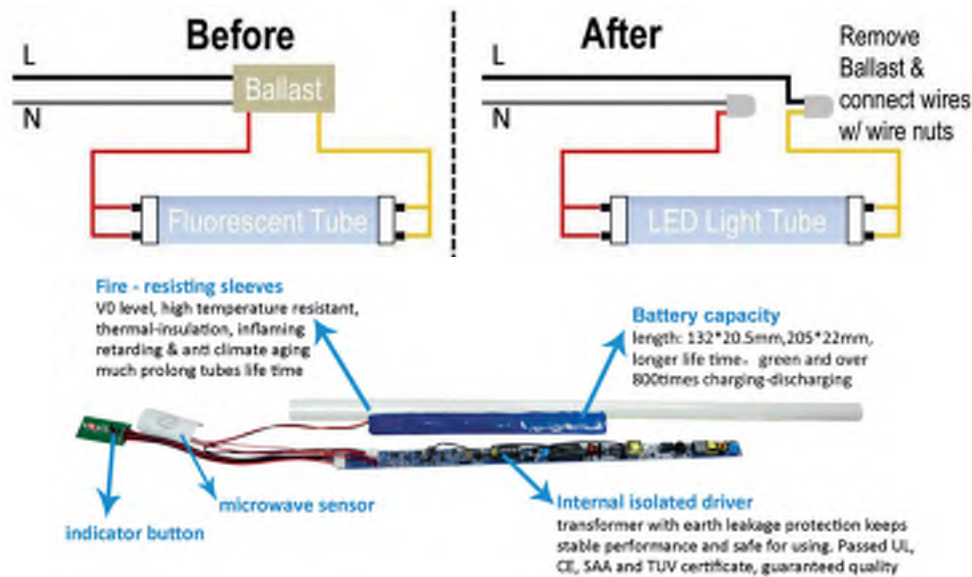 Before
L
Ballast
N
Fluorescent Tube
After
L
N
Remove
Ballast &
connect wires
w/ wire nuts
LED Light Tube
Fire - resisting sleeves
V0 level, high temperature resistant,
thermal-insulation, inflaming
retarding & anti climate aging
much prolong tubes life time
Battery capacity
length: 132*20.5mm,205*22mm,
longer life time、green and over
800times charging-discharging
indicator button
microwave sensor
Internal isolated driver
transformer with earth leakage protection keeps
stable performance and safe for using. Passed UL,
CE, SAA and TUV certificate, guaranteed quality